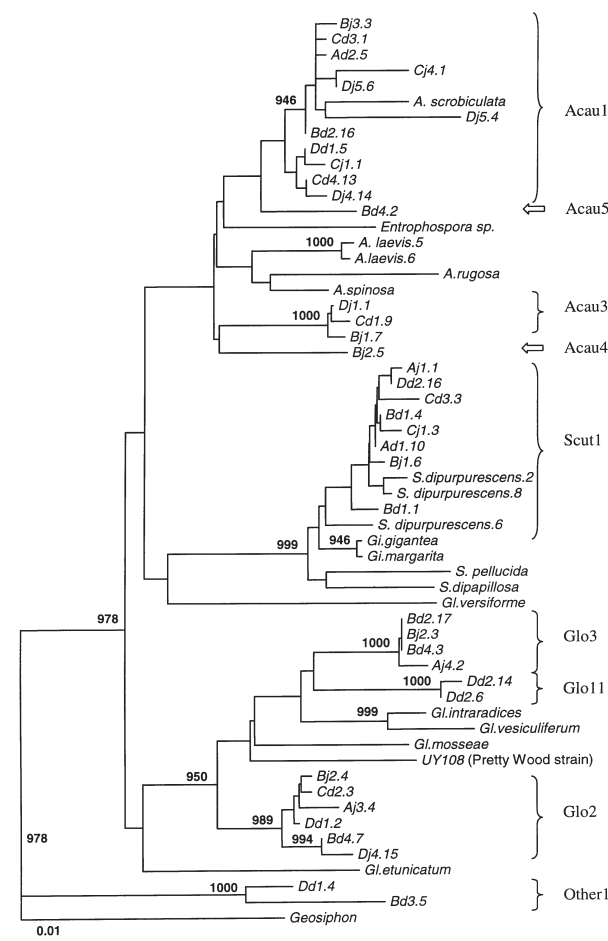 Bj3.3
Cd3.1
Ad2.5
Cj4.1
Dj5.6
946
A. scrobiculata
Acau1
Dj5.4
Bd2.16
Dd1.5
Cj1.1
Cd4.13
Dj4.14
Bd4.2
Acau5
Entrophospora sp.
1000
A. laevis.5
A.laevis.6
A.rugosa
A.spinosa
Dj1.1
1000
Cd1.9
Acau3
Bj1.7
Bj2.5
Acau4
Aj1.1
Dd2.16
Cd3.3
Bd1.4
Cj1.3
Scut1
Ad1.10
Bj1.6
S.dipurpurescens.2
S. dipurpurescens.8
Bd1.1
S. dipurpurescens.6
999
946
Gi.gigantea
Gi.margarita
S. pellucida
S.dipapillosa
Gl.versiforme
978
Bd2.17
Bj2.3
Glo3
1000
Bd4.3
Aj4.2
1000
Dd2.14
Glo11
Dd2.6
999
Gl.intraradices
Gl.vesiculiferum
Gl.mosseae
UY108 (Pretty Wood strain)
950
Bj2.4
Cd2.3
Aj3.4
Glo2
989
Dd1.2
994
Bd4.7
978
Dj4.15
Gl.etunicatum
1000
Dd1.4
Other1
Bd3.5
Geosiphon
0.01